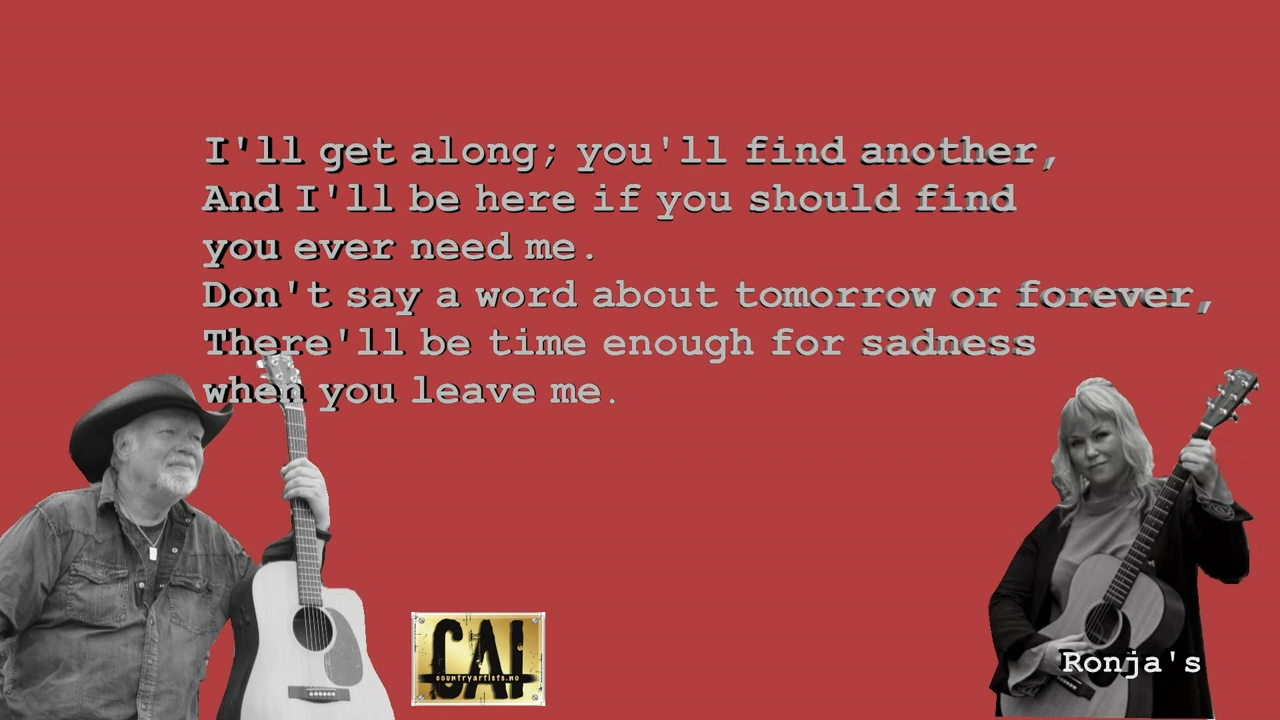 I'll get along; you'll find another,
And I'll be here if you should find
you ever need me.
Don't say a word about tomorrow or forever,
There'll be time enough for sadness
when you leave me.
CAI
countryartists.no
Ronja's